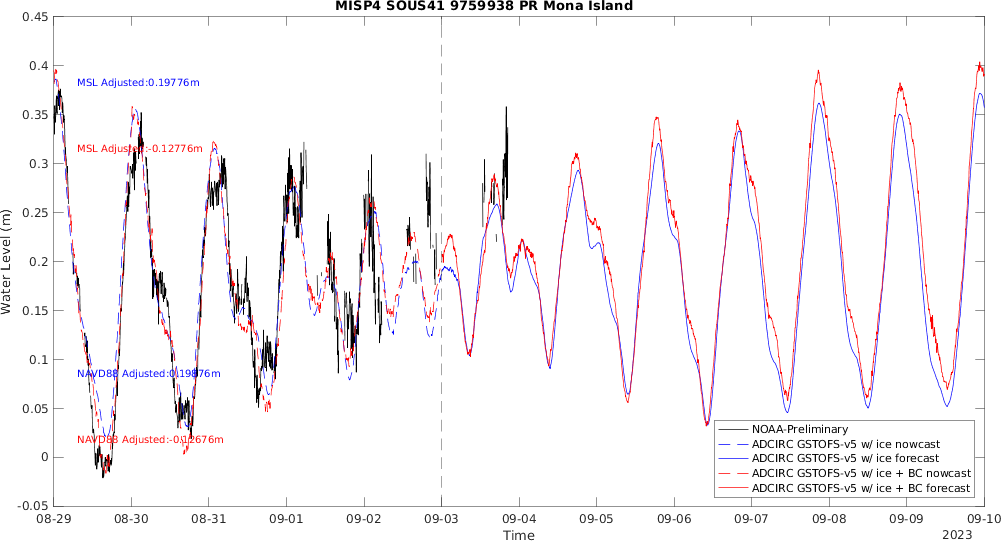 MISP4 SOUS41 9759938 PR Mona Island
0.45
0.4
0.35
0.3
0.25
0.2
0.15
0.1
0.05
0
-0.05
Water Level (m)
MSL Adjusted:0.19776m
MSL Adjusted:-0.12776m
NAVD88 Adjusted:0.19876m
NAVD88 Adjusted:-0.12676m
NOAA-Preliminary
ADCIRC GSTOFS-v5 w/ ice nowcast
ADCIRC GSTOFS-v5 w/ ice forecast
ADCIRC GSTOFS-v5 w/ ice + BC nowcast
ADCIRC GSTOFS-v5 w/ ice + BC forecast
08-29 08-30 08-31 09-01 09-02 09-03 09-04 09-05 09-06 09-07 09-08 09-09 09-10
Time
2023